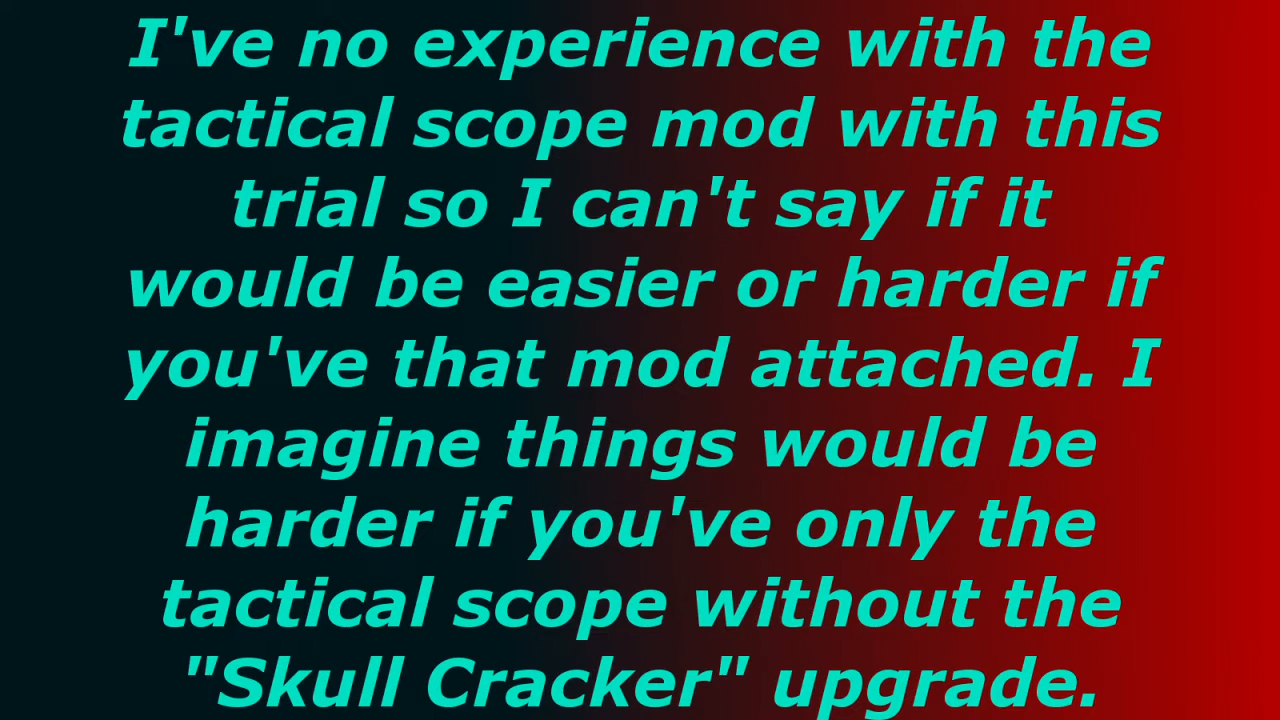 I've no experience with the
tactical scope mod with this
trial so I can't say if it
would be easier or harder if
you've that mod attached. I
imagine things would be
harder if you've only the
tactical scope without the
"Skull Cracker" upgrade.